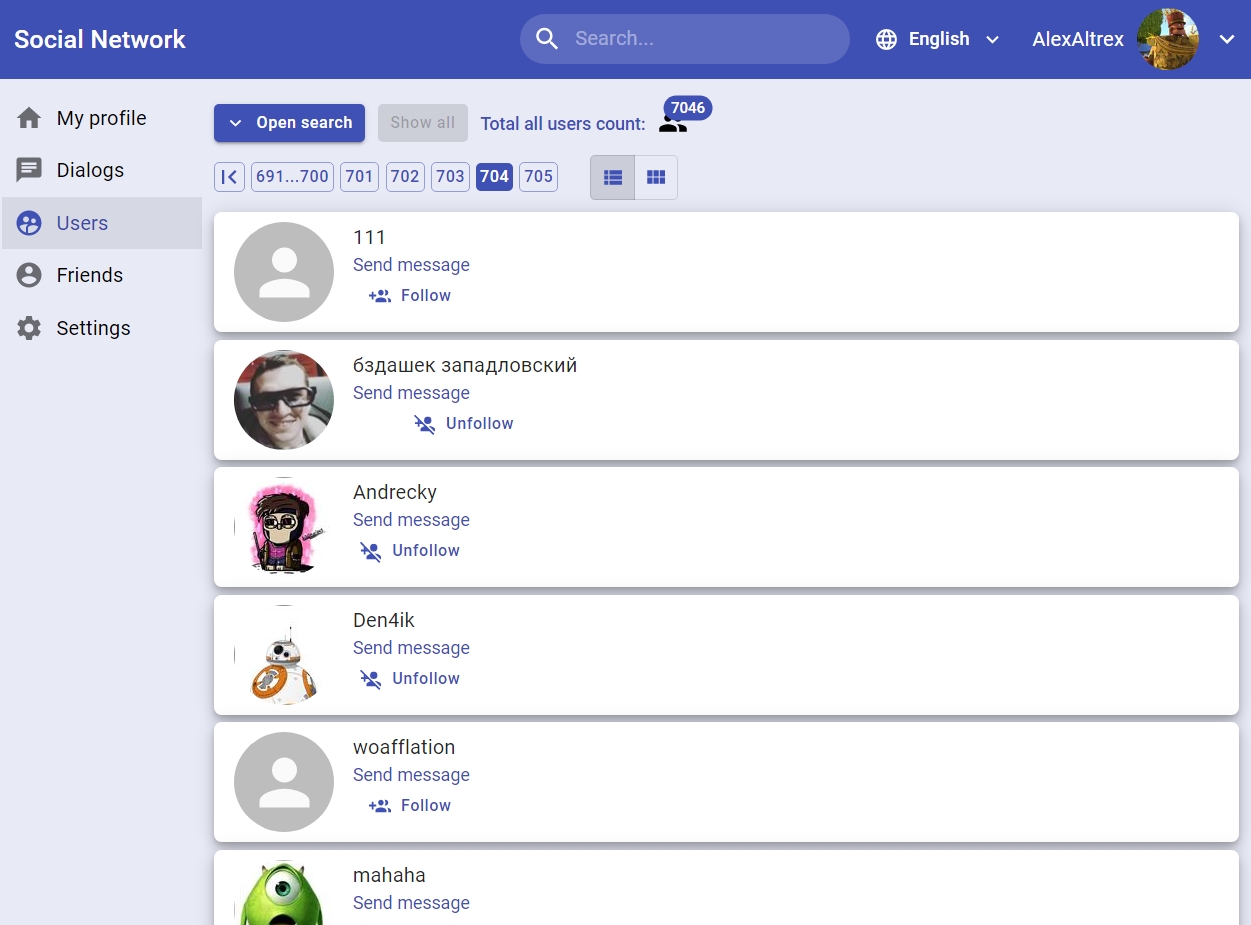 Social Network
Search...
English
AlexAltrex
My profile
Dialogs
Users
Friends
Settings
Open search
Show all
Total all users count:
7046
691...700
701
702
703
704
705
111
Send message
Follow
бздашек западловский
Send message
Unfollow
Andrecky
Send message
Unfollow
Den4ik
Send message
Unfollow
woafflation
Send message
Follow
mahaha
Send message